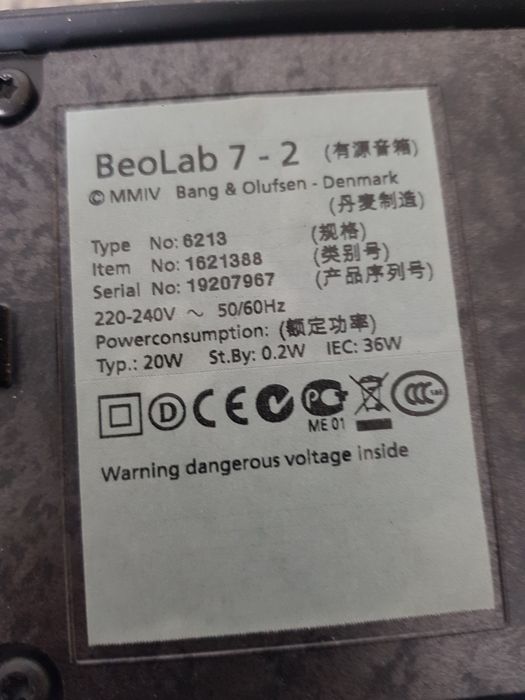 BeoLab 7 - 2 (有源音箱)
© MMIV Bang & Olufsen - Denmark
(丹麦制造)
Type No: 6213 (规格)
Item No: 1621388 (类别号)
Serial No: 19207967 (产品序列号)
220-240V ～ 50/60Hz
Powerconsumption: (额定功率)
Typ.: 20W St.By: 0.2W IEC: 36W
D CE PC CCC
ME 01
Warning dangerous voltage inside